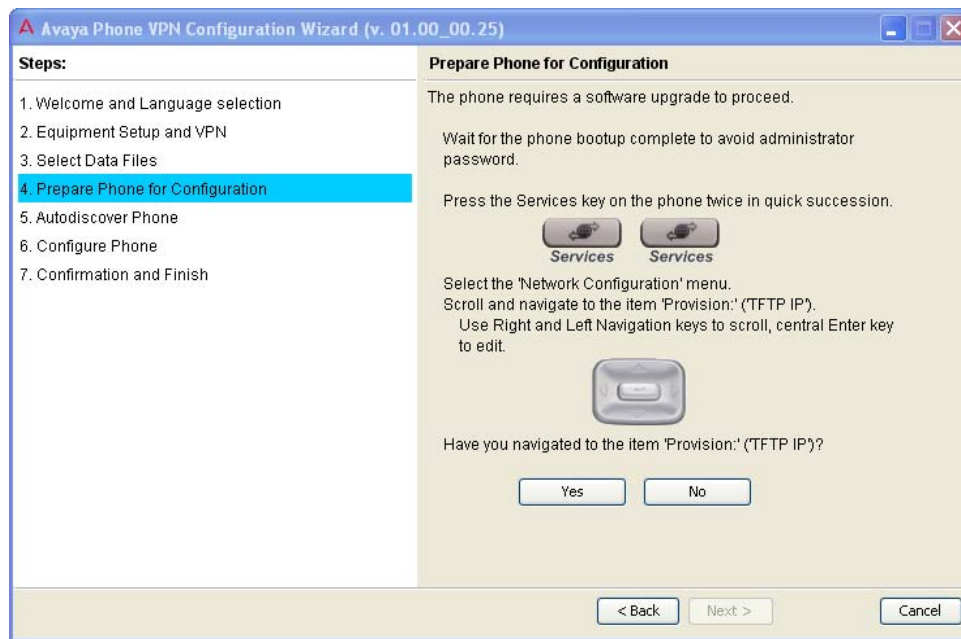 Avaya Phone VPN Configuration Wizard (v. 01.00_00.25)
Steps:
1. Welcome and Language selection
2. Equipment Setup and VPN
3. Select Data Files
4. Prepare Phone for Configuration
5. Autodiscover Phone
6. Configure Phone
7. Confirmation and Finish
Prepare Phone for Configuration
The phone requires a software upgrade to proceed.
Wait for the phone bootup complete to avoid administrator
password.
Press the Services key on the phone twice in quick succession.
Services Services
Select the 'Network Configuration' menu.
Scroll and navigate to the item 'Provision:' ('TFTP IP').
Use Right and Left Navigation keys to scroll, central Enter key
to edit.
Have you navigated to the item 'Provision:' ('TFTP IP')?
Yes No
< Back Next > Cancel